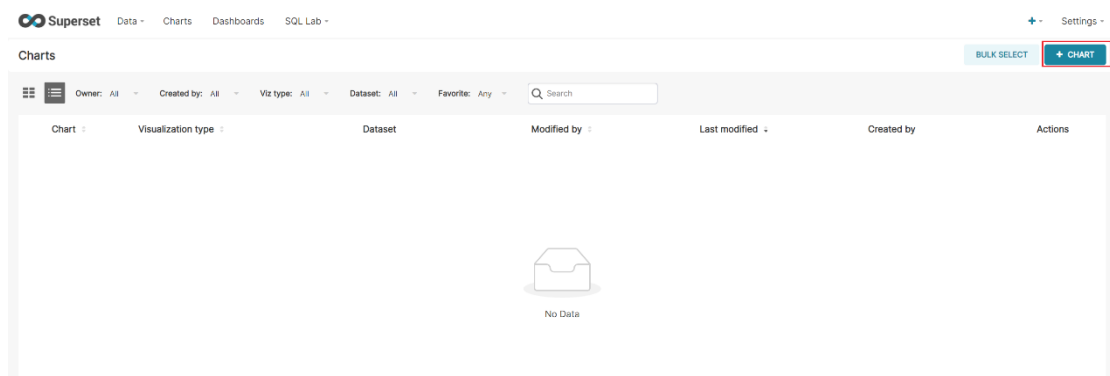 Superset Data Charts Dashboards SQL Lab + Settings
Charts BULK SELECT + CHART
Owner: All Created by: All Viz type: All Dataset: All Favorite: Any Search
Chart Visualization type Dataset Modified by Last modified Created by Actions
No Data